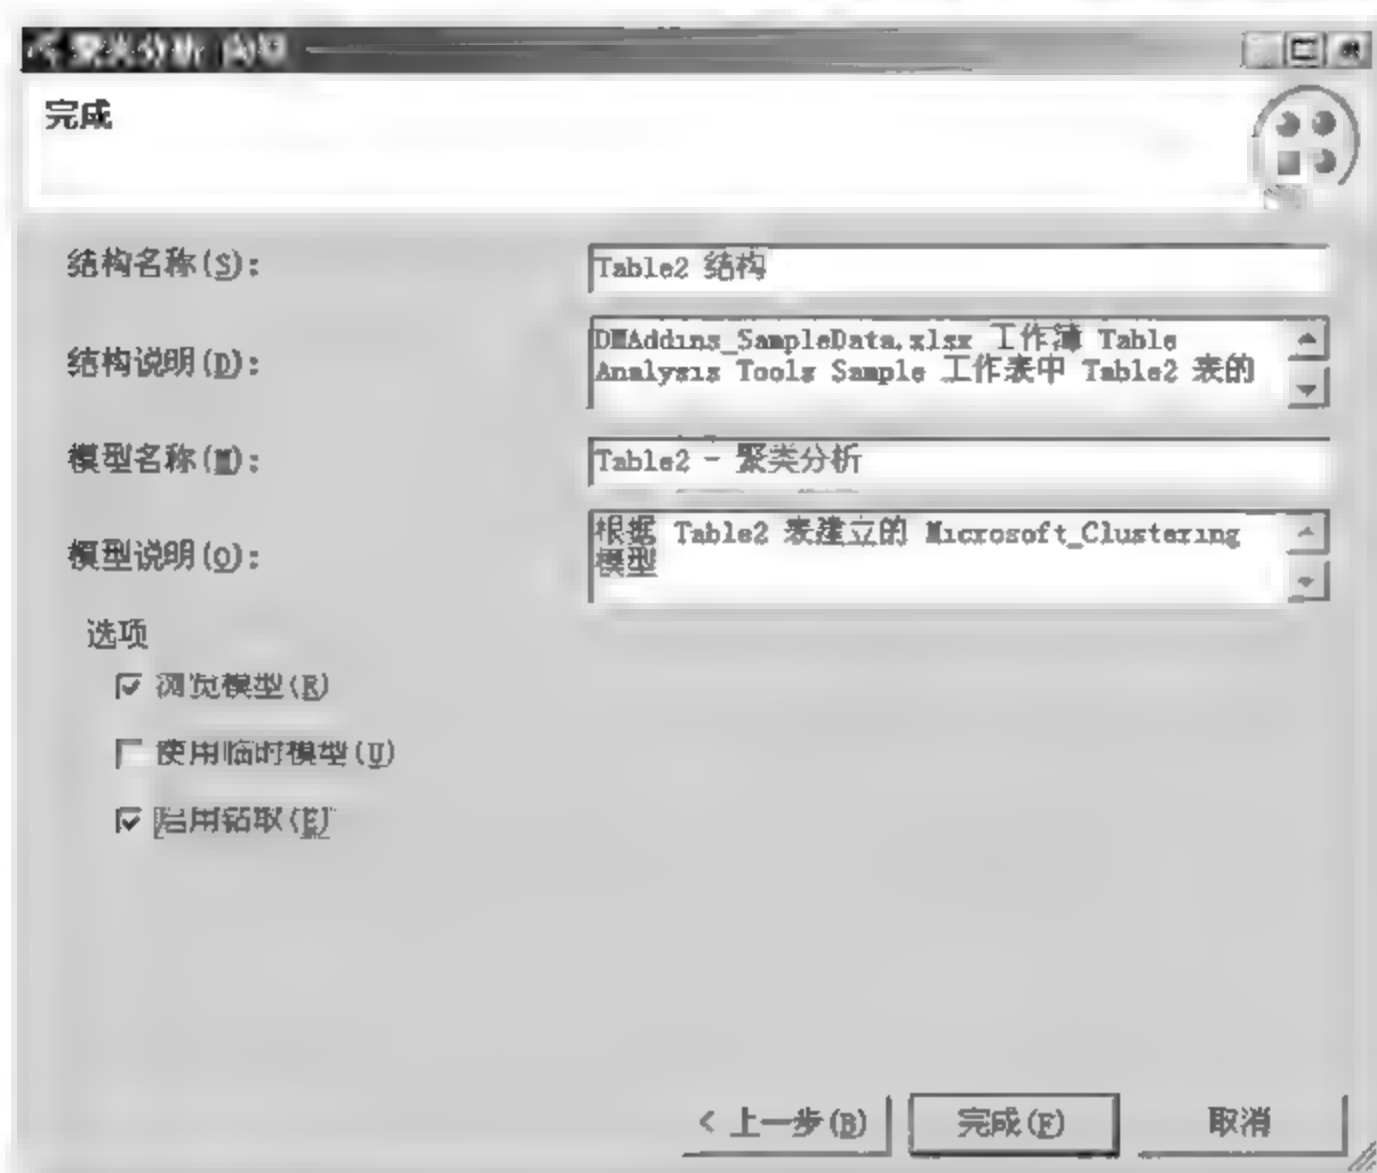 聚类分析 向导
完成
结构名称(S):
Table2 结构
结构说明(D):
DMAddins_SampleData.xlsx 工作簿 Table
Analysis Tools Sample 工作表中 Table2 表的
模型名称(M):
Table2 - 聚类分析
模型说明(O):
根据 Table2 表建立的 Microsoft_Clustering
模型
选项
浏览模型(R)
使用临时模型(U)
启用钻取(E)
< 上一步(B)
完成(F)
取消